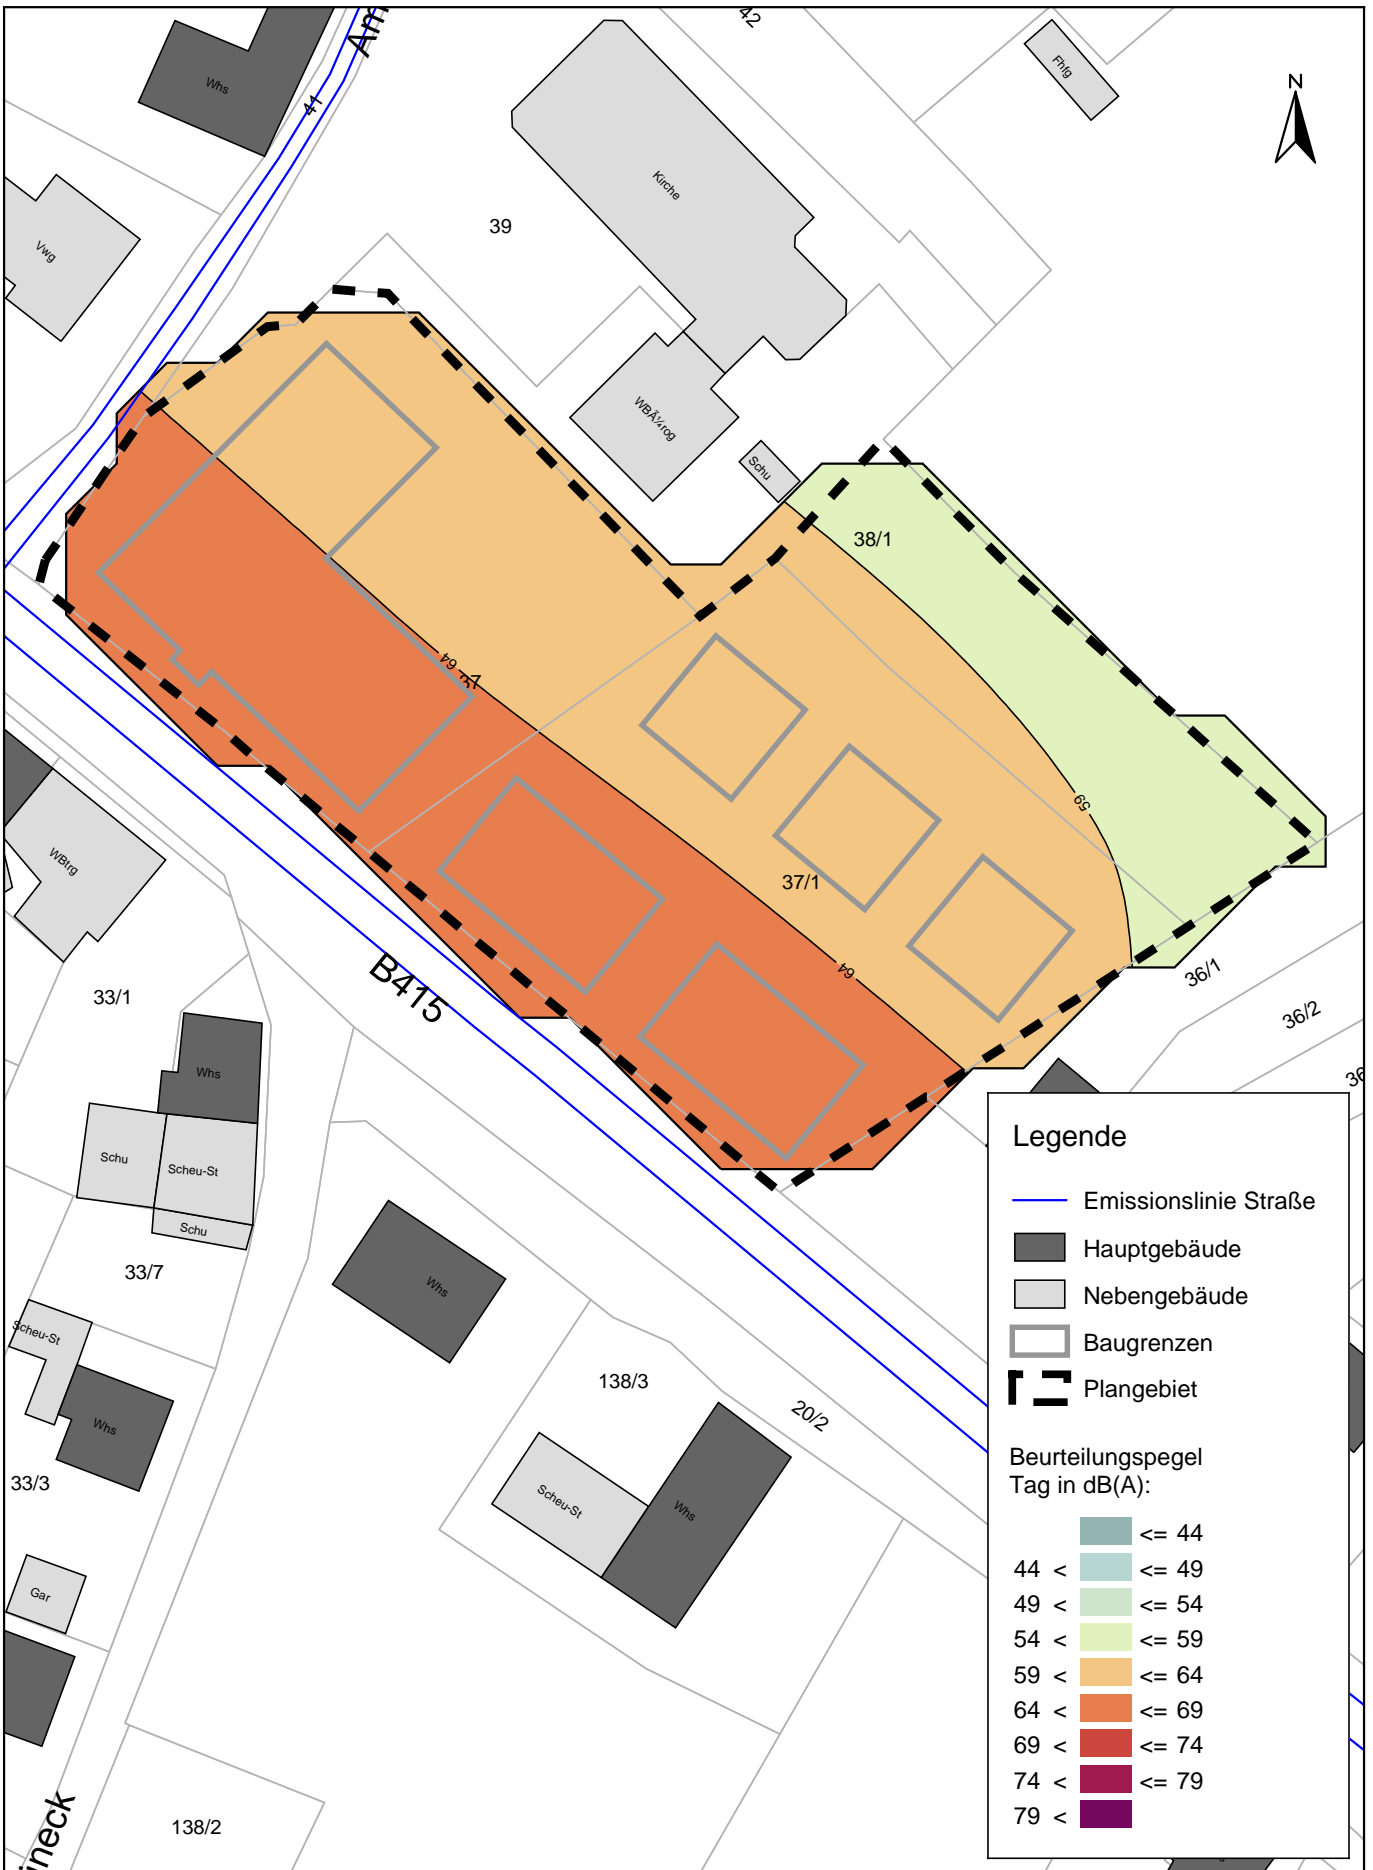 42
Am
Fhfg
Whs
41
N
Kirche
39
Vwg
WBÃ¼rog
Schu
38/1
64
37
59
37/1
WBtrg
64
36/1
B415
33/1
36/2
Whs
36
Schu
Scheu-St
Schu
33/7
Whs
Scheu-St
138/3
20/2
Whs
33/3
Scheu-St
Whs
Gar
138/2
ineck
Legende
Emissionslinie Straße
Hauptgebäude
Nebengebäude
Baugrenzen
Plangebiet
Beurteilungspegel
Tag in dB(A):
<= 44
44 < <= 49
49 < <= 54
54 < <= 59
59 < <= 64
64 < <= 69
69 < <= 74
74 < <= 79
79 <